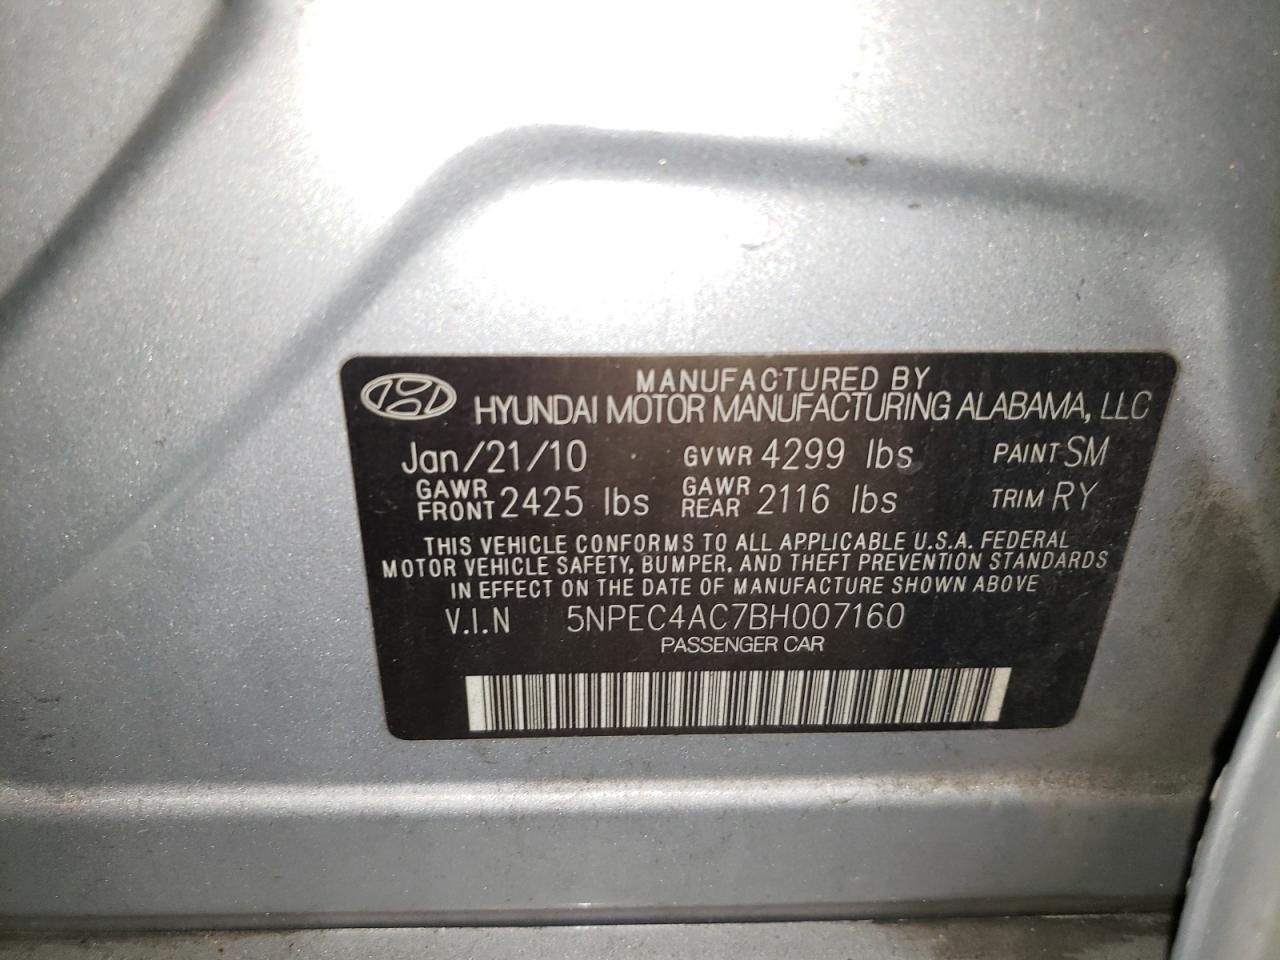 MANUFACTURED BY
HYUNDAI MOTOR MANUFACTURING ALABAMA, LLC
Jan/21/10 GVWR 4299 lbs PAINT SM
GAWR FRONT 2425 lbs GAWR REAR 2116 lbs TRIM RY
THIS VEHICLE CONFORMS TO ALL APPLICABLE U.S.A. FEDERAL
MOTOR VEHICLE SAFETY, BUMPER, AND THEFT PREVENTION STANDARDS
IN EFFECT ON THE DATE OF MANUFACTURE SHOWN ABOVE
V.I.N 5NPEC4AC7BH007160
PASSENGER CAR